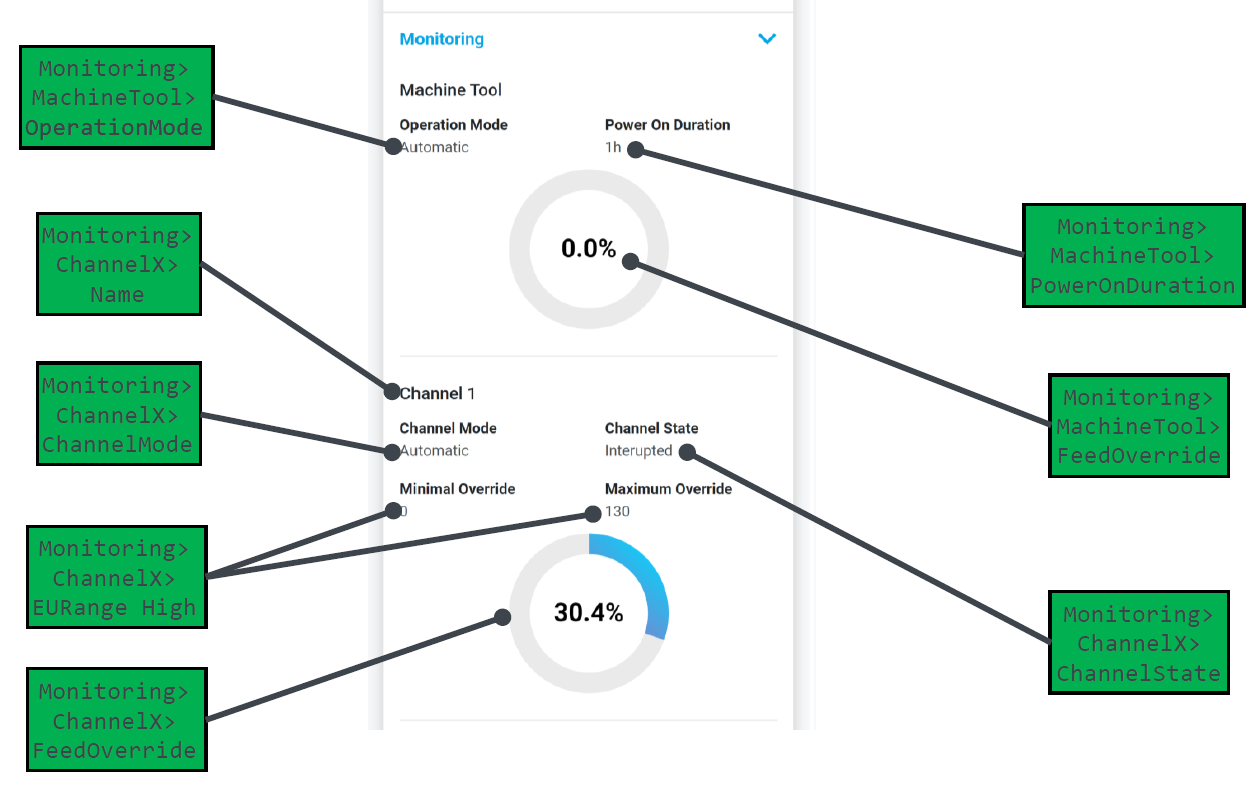 Monitoring
Machine Tool
Operation Mode
Power On Duration
Automatic
1h
0.0%
Channel 1
Channel Mode
Channel State
Automatic
Interupted
Minimal Override
Maximum Override
0
130
30.4%
Monitoring>
MachineTool>
OperationMode
Monitoring>
ChannelX>
Name
Monitoring>
ChannelX>
ChannelMode
Monitoring>
ChannelX>
EURange High
Monitoring>
ChannelX>
FeedOverride
Monitoring>
MachineTool>
PowerOnDuration
Monitoring>
MachineTool>
FeedOverride
Monitoring>
ChannelX>
ChannelState